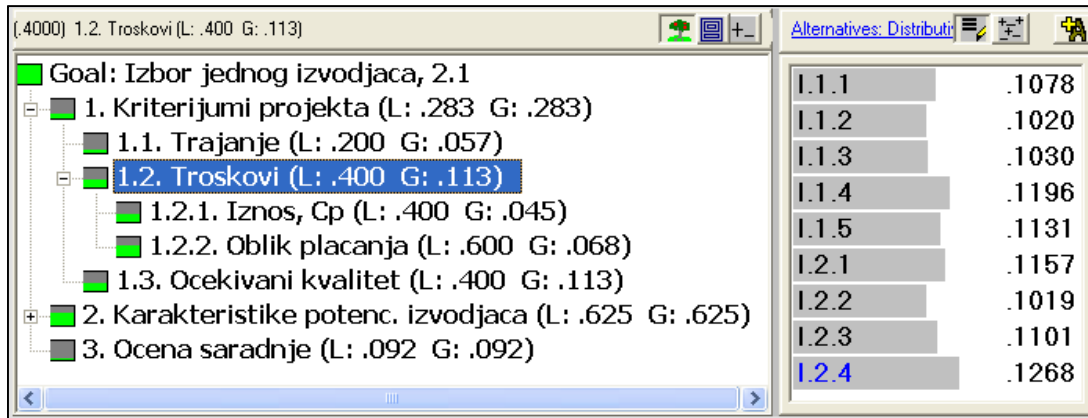 (.4000) 1.2. Troskovi (L: .400 G: .113)
Goal: Izbor jednog izvodjaca, 2.1
1. Kriterijumi projekta (L: .283 G: .283)
1.1. Trajanje (L: .200 G: .057)
1.2. Troskovi (L: .400 G: .113)
1.2.1. Iznos, Cp (L: .400 G: .045)
1.2.2. Oblik placanja (L: .600 G: .068)
1.3. Ocekivani kvalitet (L: .400 G: .113)
2. Karakteristike potenc. izvodjaca (L: .625 G: .625)
3. Ocena saradnje (L: .092 G: .092)
Alternatives: Distributi
I.1.1 .1078
I.1.2 .1020
I.1.3 .1030
I.1.4 .1196
I.1.5 .1131
I.2.1 .1157
I.2.2 .1019
I.2.3 .1101
I.2.4 .1268